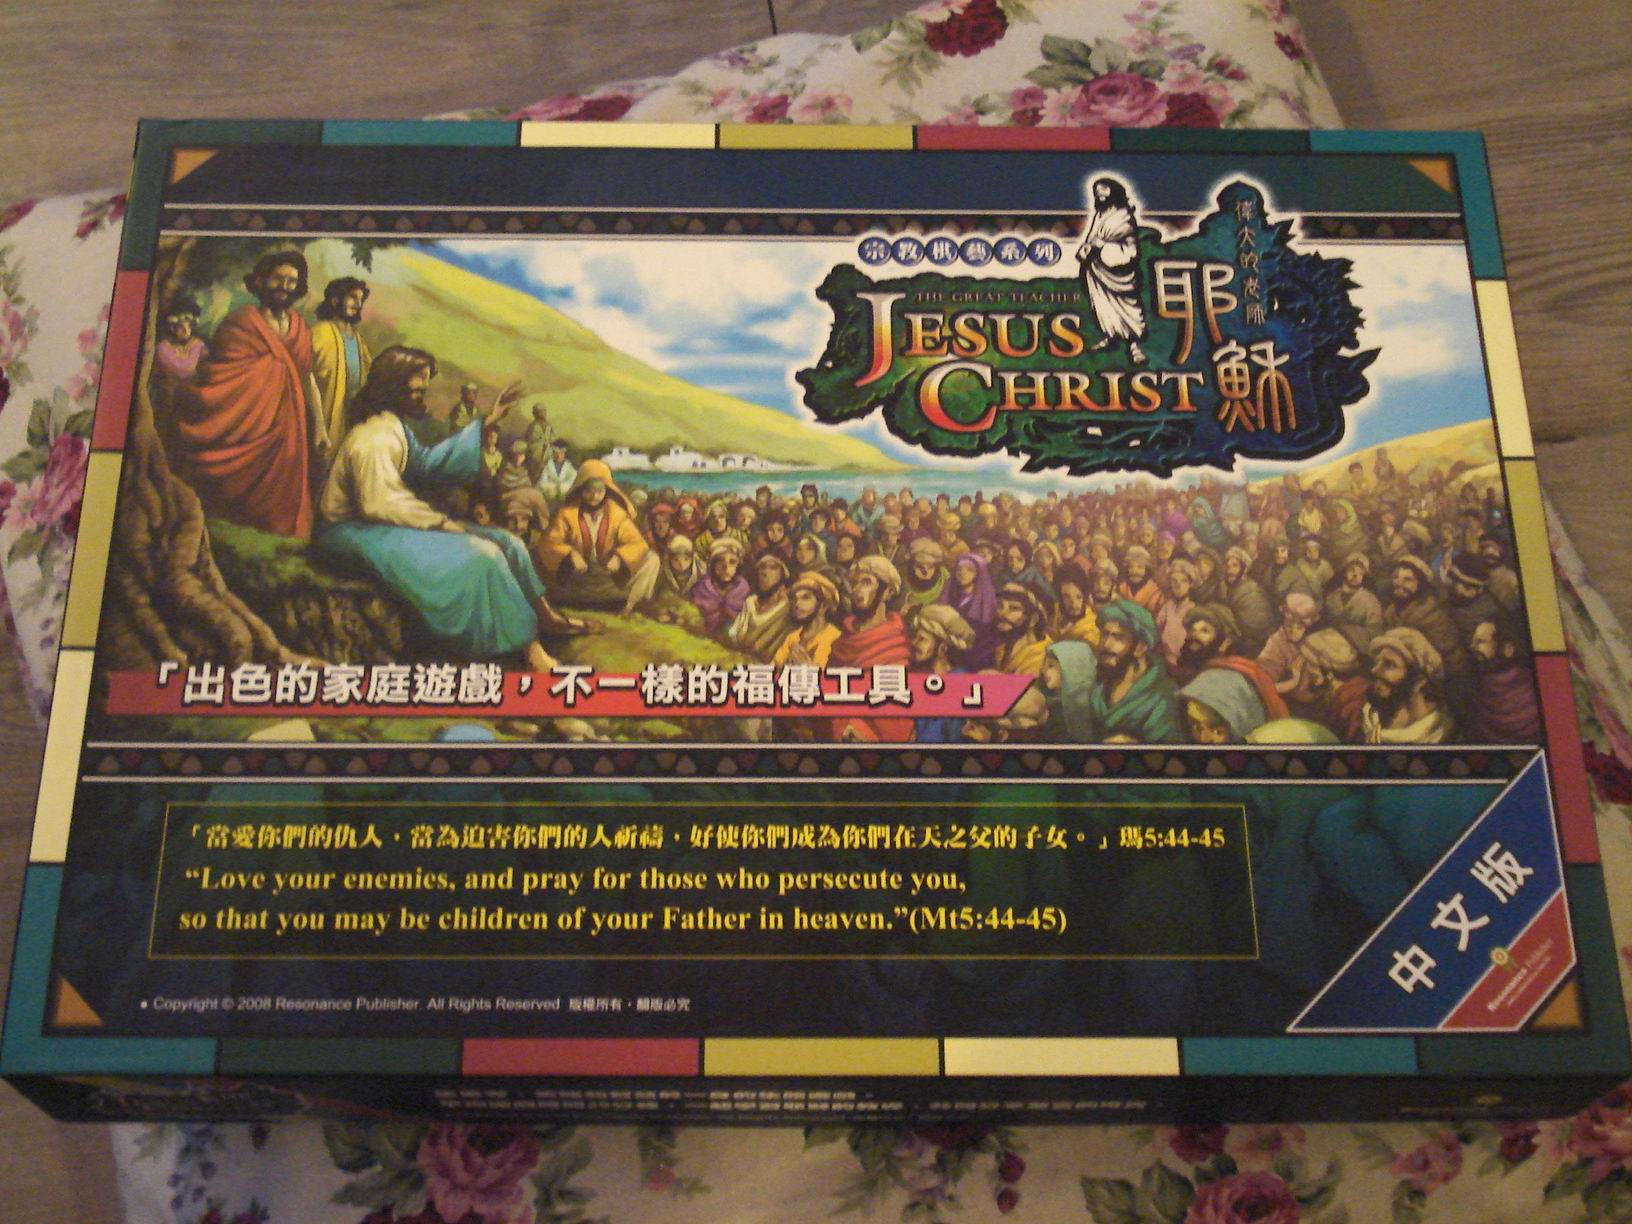 宗教棋藝系列
THE GREAT TEACHER
JESUS
CHRIST
偉大的老師
耶穌
「出色的家庭遊戲，不一樣的福傳工具。」
「當愛你們的仇人，當為迫害你們的人祈禱，好使你們成為你們在天之父的子女。」瑪5:44-45
“Love your enemies, and pray for those who persecute you,
so that you may be children of your Father in heaven.”(Mt5:44-45)
中文版
Resonance Publisher
• Copyright © 2008 Resonance Publisher. All Rights Reserved 版權所有，翻版必究